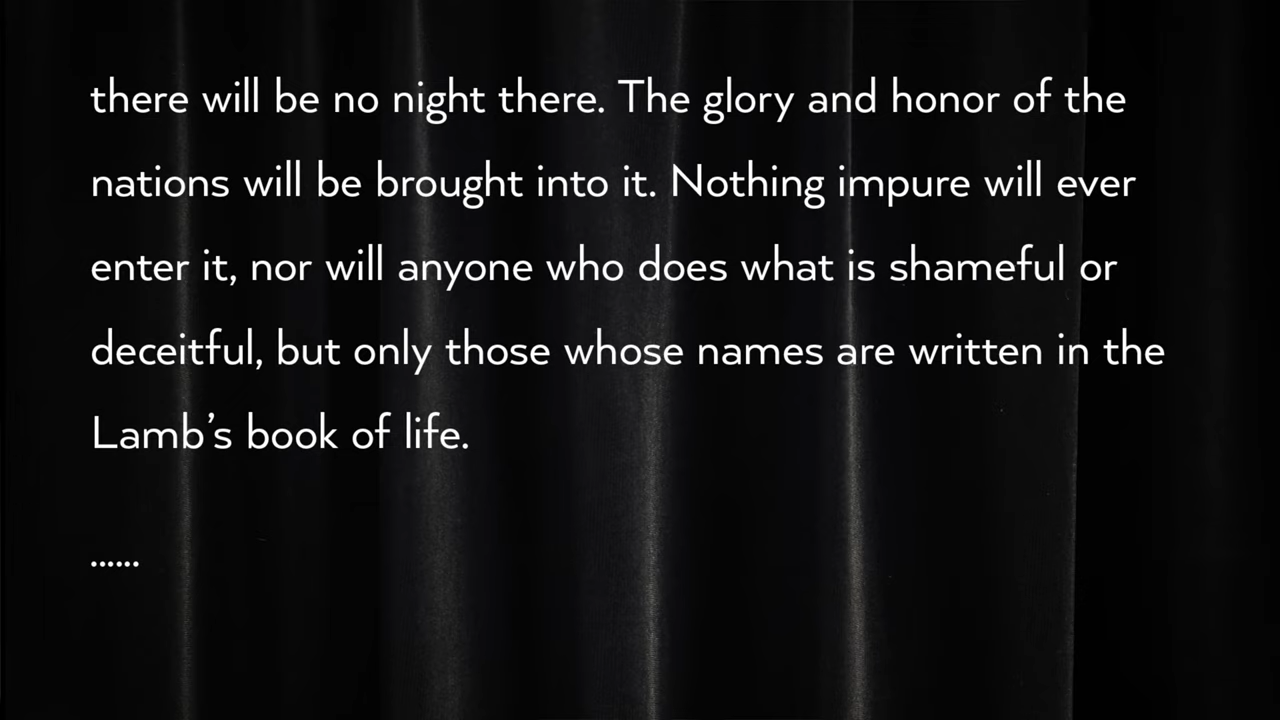 there will be no night there. The glory and honor of the
nations will be brought into it. Nothing impure will ever
enter it, nor will anyone who does what is shameful or
deceitful, but only those whose names are written in the
Lamb’s book of life.
......